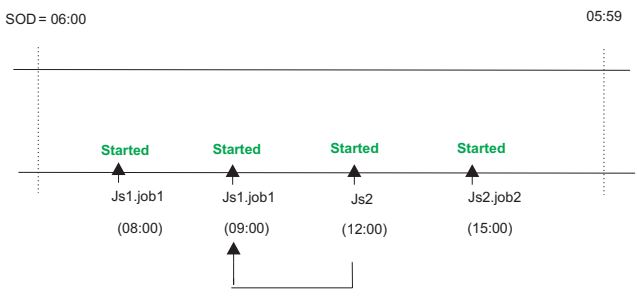 SOD = 06:00
05:59
Started Started Started Started
Js1.job1 Js1.job1 Js2 Js2.job2
(08:00) (09:00) (12:00) (15:00)